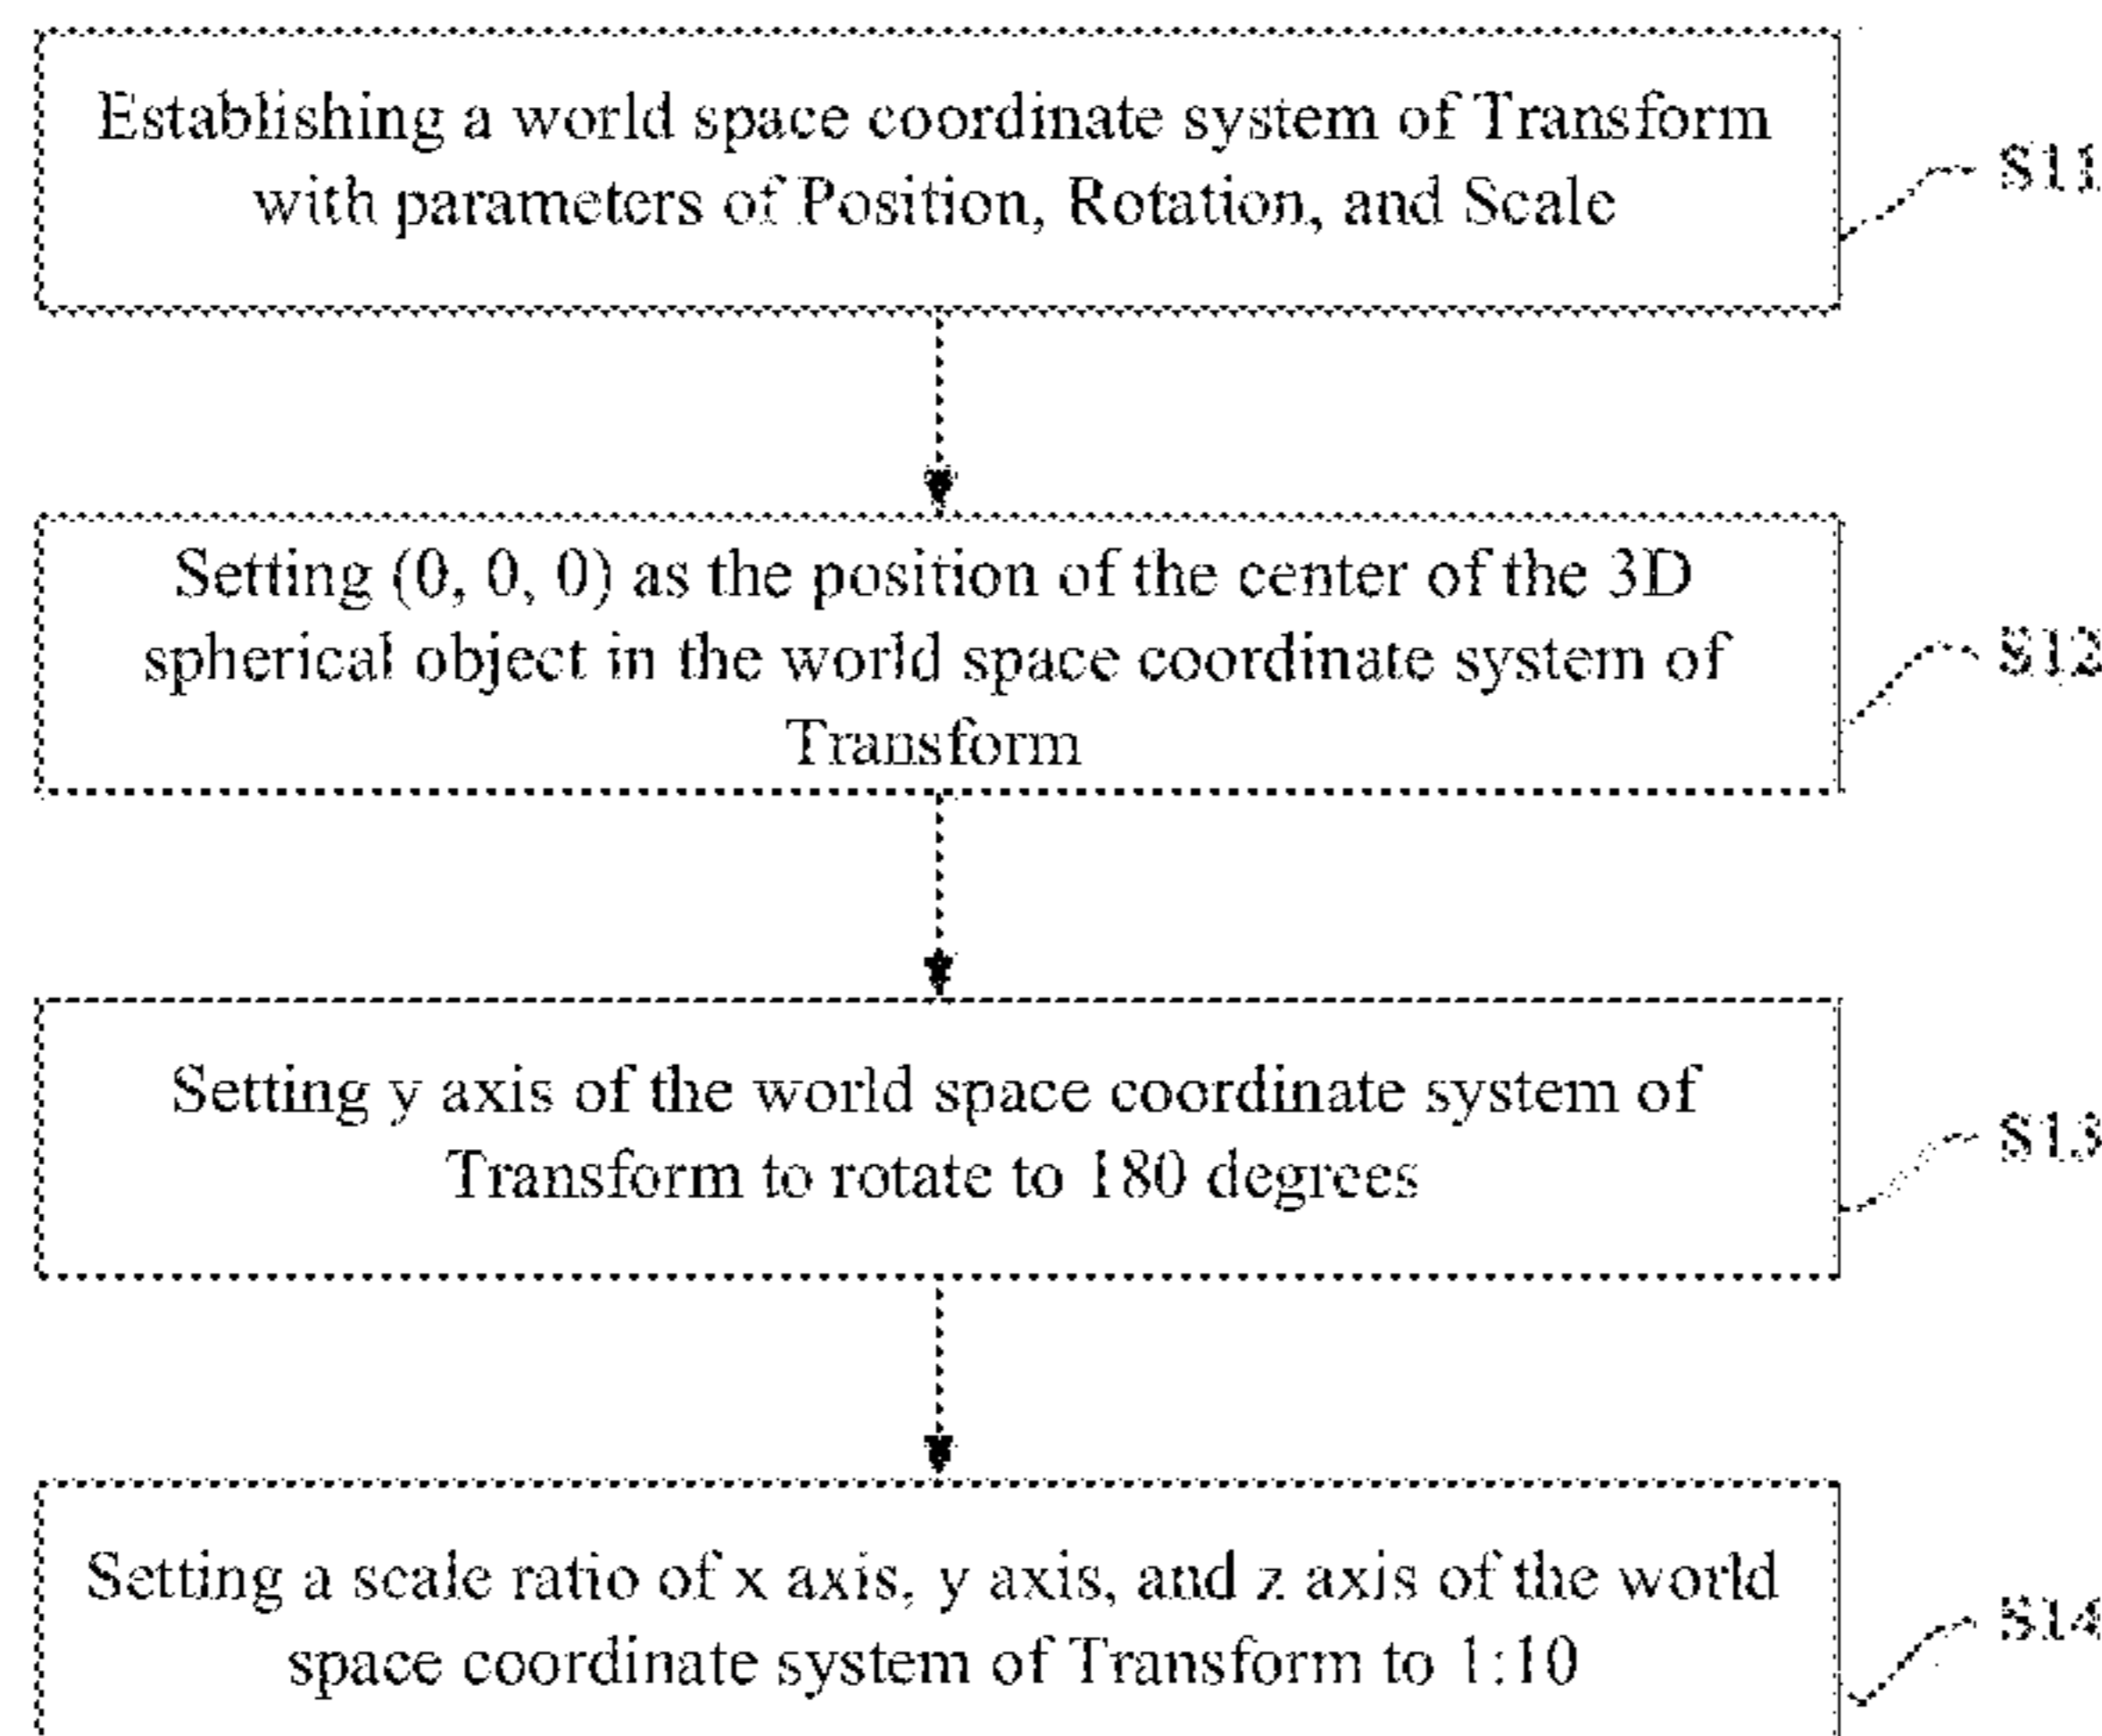 Establishing a world space coordinate system of Transform
with parameters of Position, Rotation, and Scale
S11
Setting (0, 0, 0) as the position of the center of the 3D
spherical object in the world space coordinate system of
Transform
S12
Setting y axis of the world space coordinate system of
Transform to rotate to 180 degrees
S13
Setting a scale ratio of x axis, y axis, and z axis of the world
space coordinate system of Transform to 1:10
S14